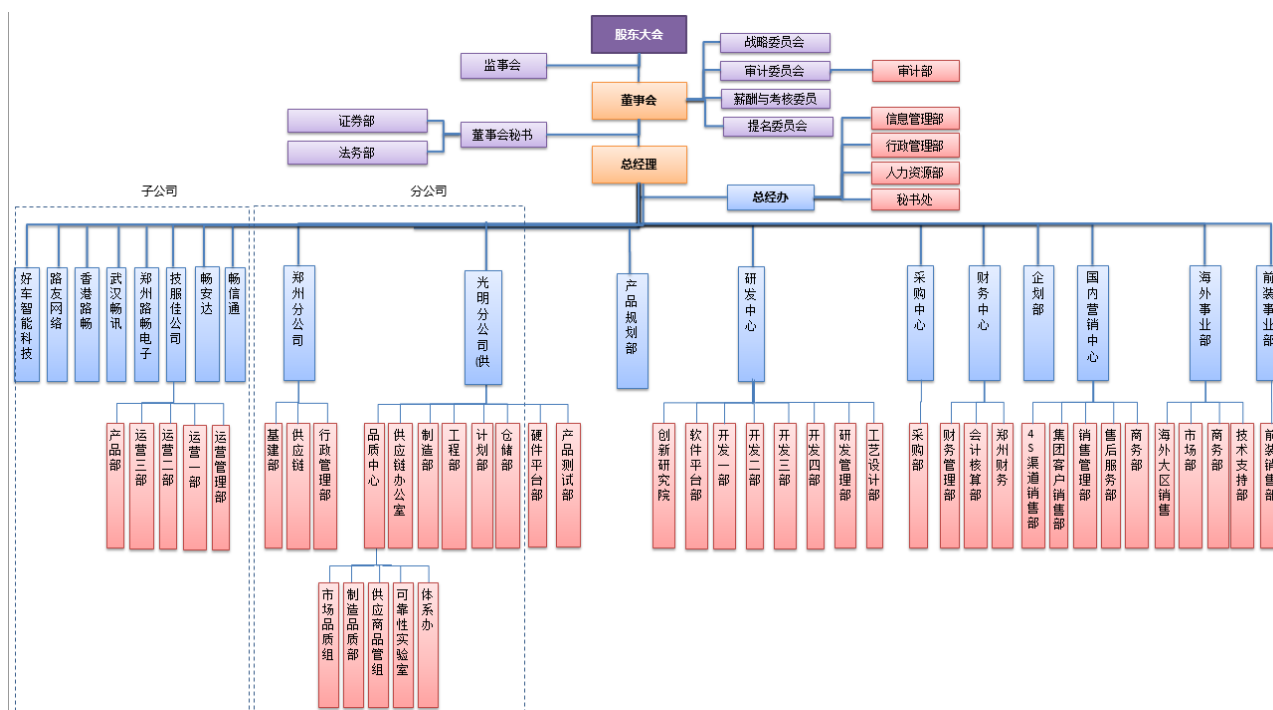 股东大会
监事会
战略委员会
审计委员会
审计部
董事会
薪酬与考核委员
提名委员会
证券部
董事会秘书
法务部
总经理
信息管理部
行政管理部
人力资源部
总经办
秘书处
子公司
分公司
好车智能科技
路友网络
香港路畅
武汉畅讯
郑州路畅电子
技服佳公司
畅安达
畅信通
郑州分公司
光明分公司(供
产品规划部
研发中心
采购中心
财务中心
企划部
国内营销中心
海外事业部
前装事业部
产品部
运营三部
运营二部
运营一部
运营管理部
基建部
供应链
行政管理部
品质中心
供应链办公室
制造部
工程部
计划部
仓储部
硬件平台部
产品测试部
创新研究院
软件平台部
开发一部
开发二部
开发三部
开发四部
研发管理部
工艺设计部
采购部
财务管理部
会计核算部
郑州财务
4S渠道销售部
集团客户销售部
销售管理部
售后服务部
商务部
海外大区销售
市场部
商务部
技术支持部
前装销售部
市场品质组
制造品质部
供应商品管组
可靠性实验室
体系办